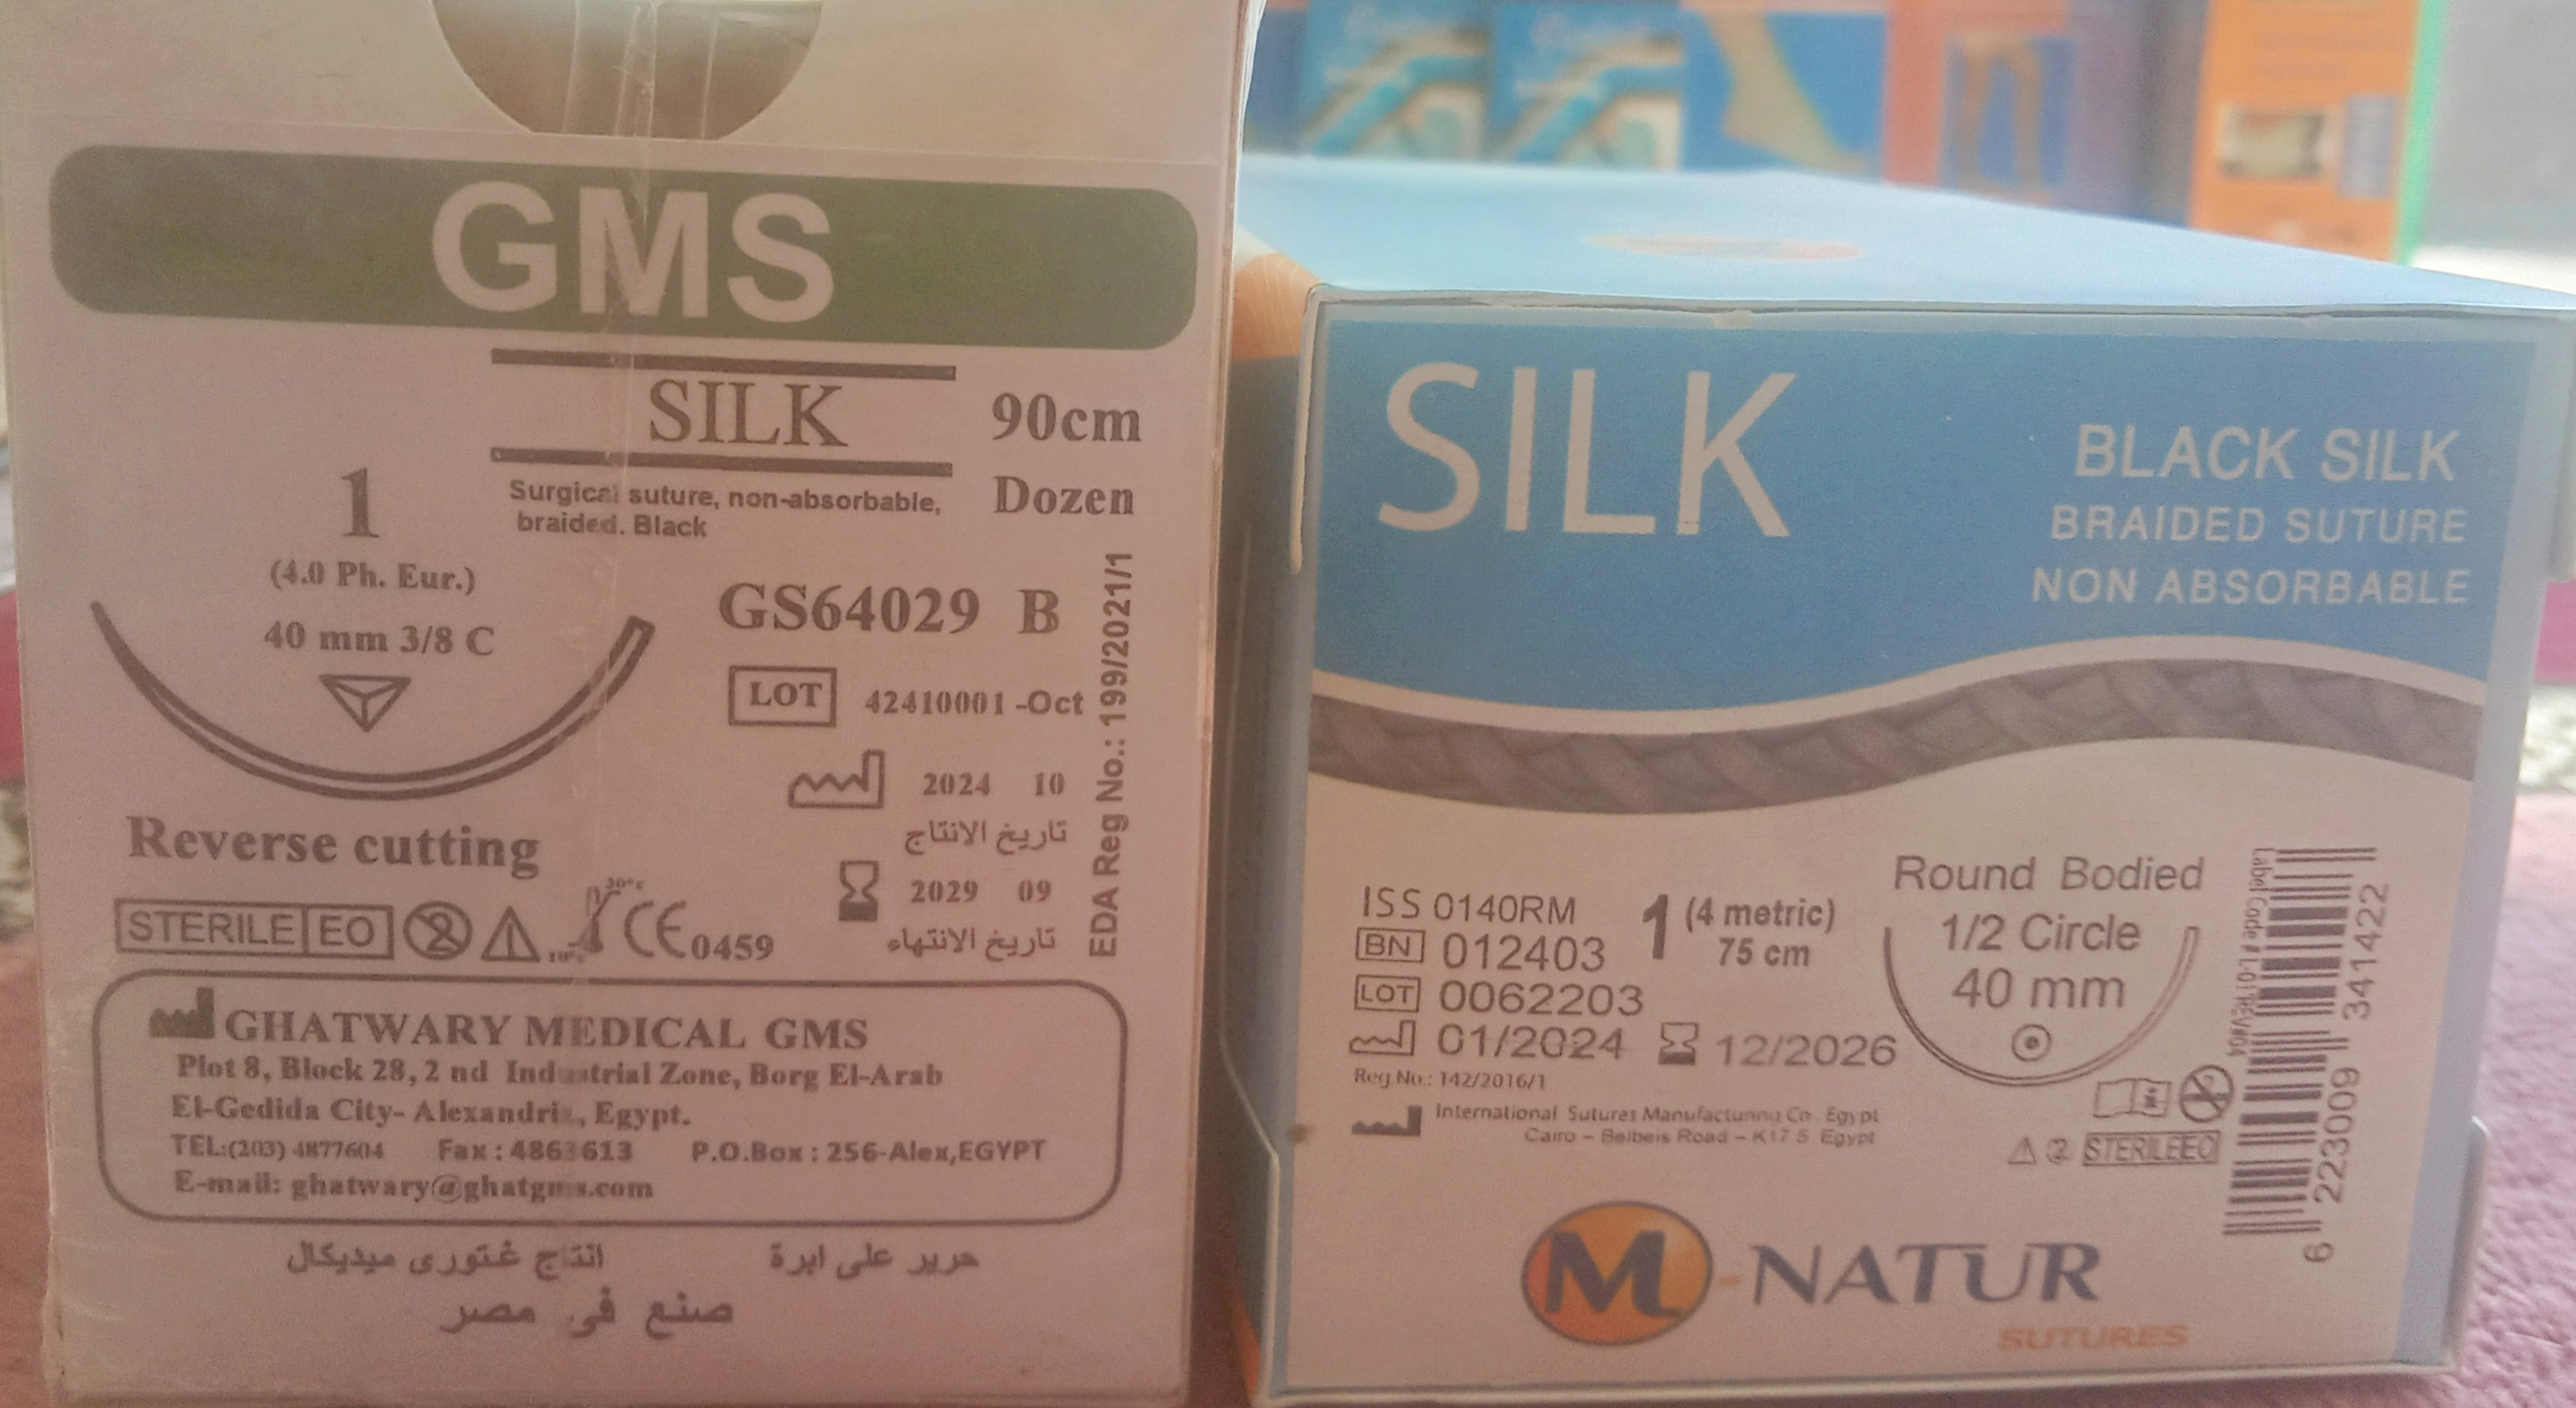 GMS
SILK
90cm
Surgical suture, non-absorbable,
braided. Black
Dozen
1
(4.0 Ph. Eur.)
40 mm 3/8 C
GS64029 B
LOT 42410001 -Oct
2024 10
تاريخ الانتاج
2029 09
تاريخ الانتهاء
EDA Reg No.: 199/2021/1
Reverse cutting
STERILE EO
30°c
CE 0459
GHATWARY MEDICAL GMS
Plot 8, Block 28, 2 nd Industrial Zone, Borg El-Arab
El-Gedida City- Alexandria, Egypt.
TEL:(203) 4877604 Fax : 4863613 P.O.Box : 256-Alex,EGYPT
E-mail: ghatwary@ghatgms.com
حرير على ابرة
انتاج غتورى ميديكال
صنع فى مصر
SILK
BLACK SILK
BRAIDED SUTURE
NON ABSORBABLE
ISS 0140RM
BN 012403
LOT 0062203
01/2024 12/2026
Reg.No.: 142/2016/1
International Sutures Manufacturing Co. Egypt
Cairo – Belbeis Road – K17.5 Egypt
1 (4 metric)
75 cm
Round Bodied
1/2 Circle
40 mm
2
STERILE EO
Label Code # L-01REV#04
6 223009 341422
M-NATUR
SUTURES